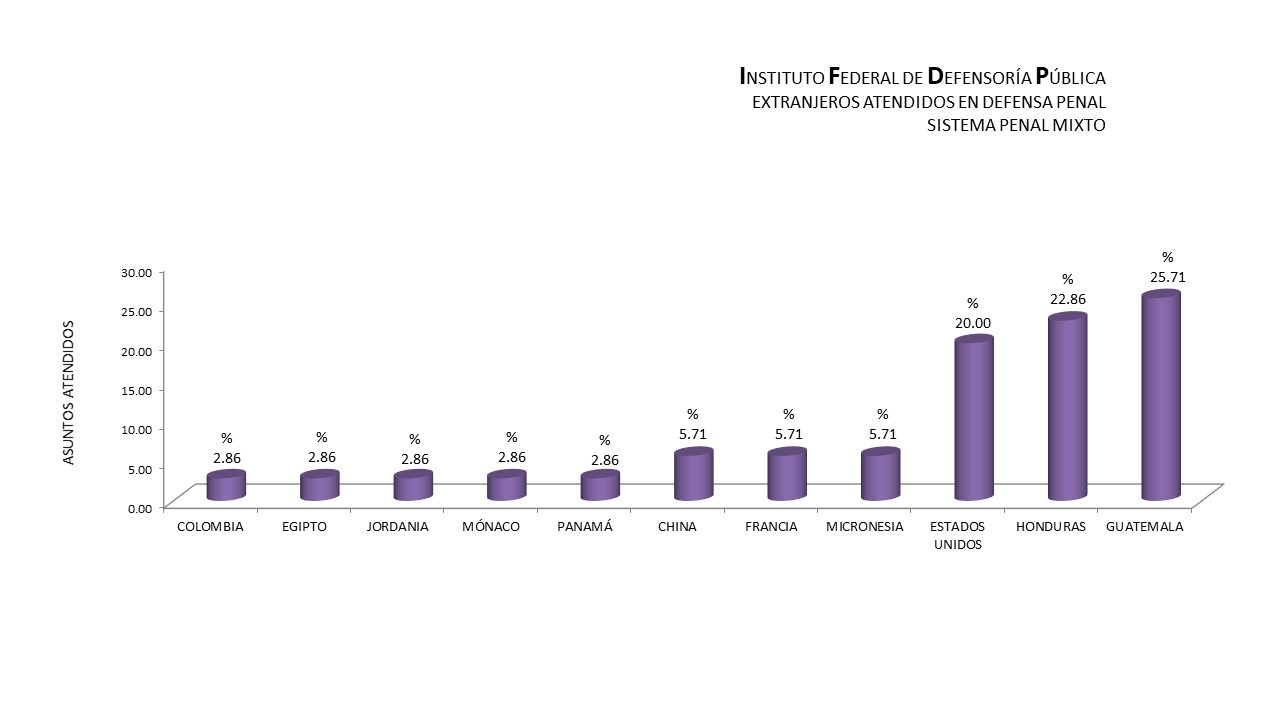 INSTITUTO FEDERAL DE DEFENSORÍA PÚBLICA
EXTRANJEROS ATENDIDOS EN DEFENSA PENAL
SISTEMA PENAL MIXTO
ASUNTOS ATENDIDOS
30.00
25.00
20.00
15.00
10.00
5.00
0.00
%
2.86
%
2.86
%
2.86
%
2.86
%
2.86
%
5.71
%
5.71
%
5.71
%
20.00
%
22.86
%
25.71
COLOMBIA
EGIPTO
JORDANIA
MÓNACO
PANAMÁ
CHINA
FRANCIA
MICRONESIA
ESTADOS
UNIDOS
HONDURAS
GUATEMALA